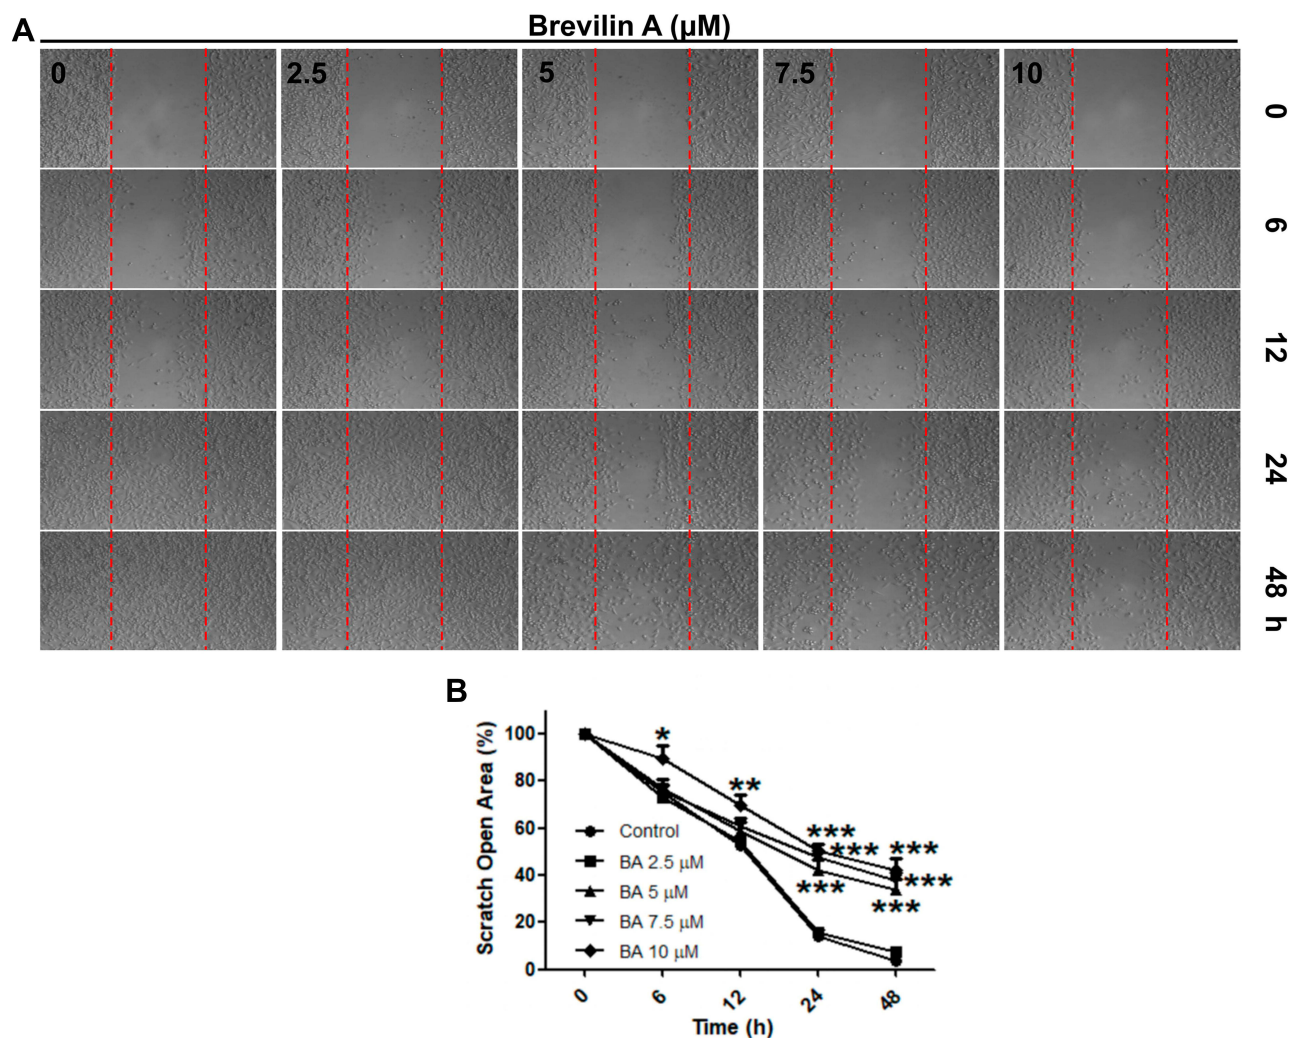 A
Brevilin A (μM)
0
2.5
5
7.5
10
0
6
12
24
48 h
B
Scratch Open Area (%)
100
80
60
40
20
0
*
**
***
***
***
***
***
***
Control
BA 2.5 μM
BA 5 μM
BA 7.5 μM
BA 10 μM
0
6
12
24
48
Time (h)